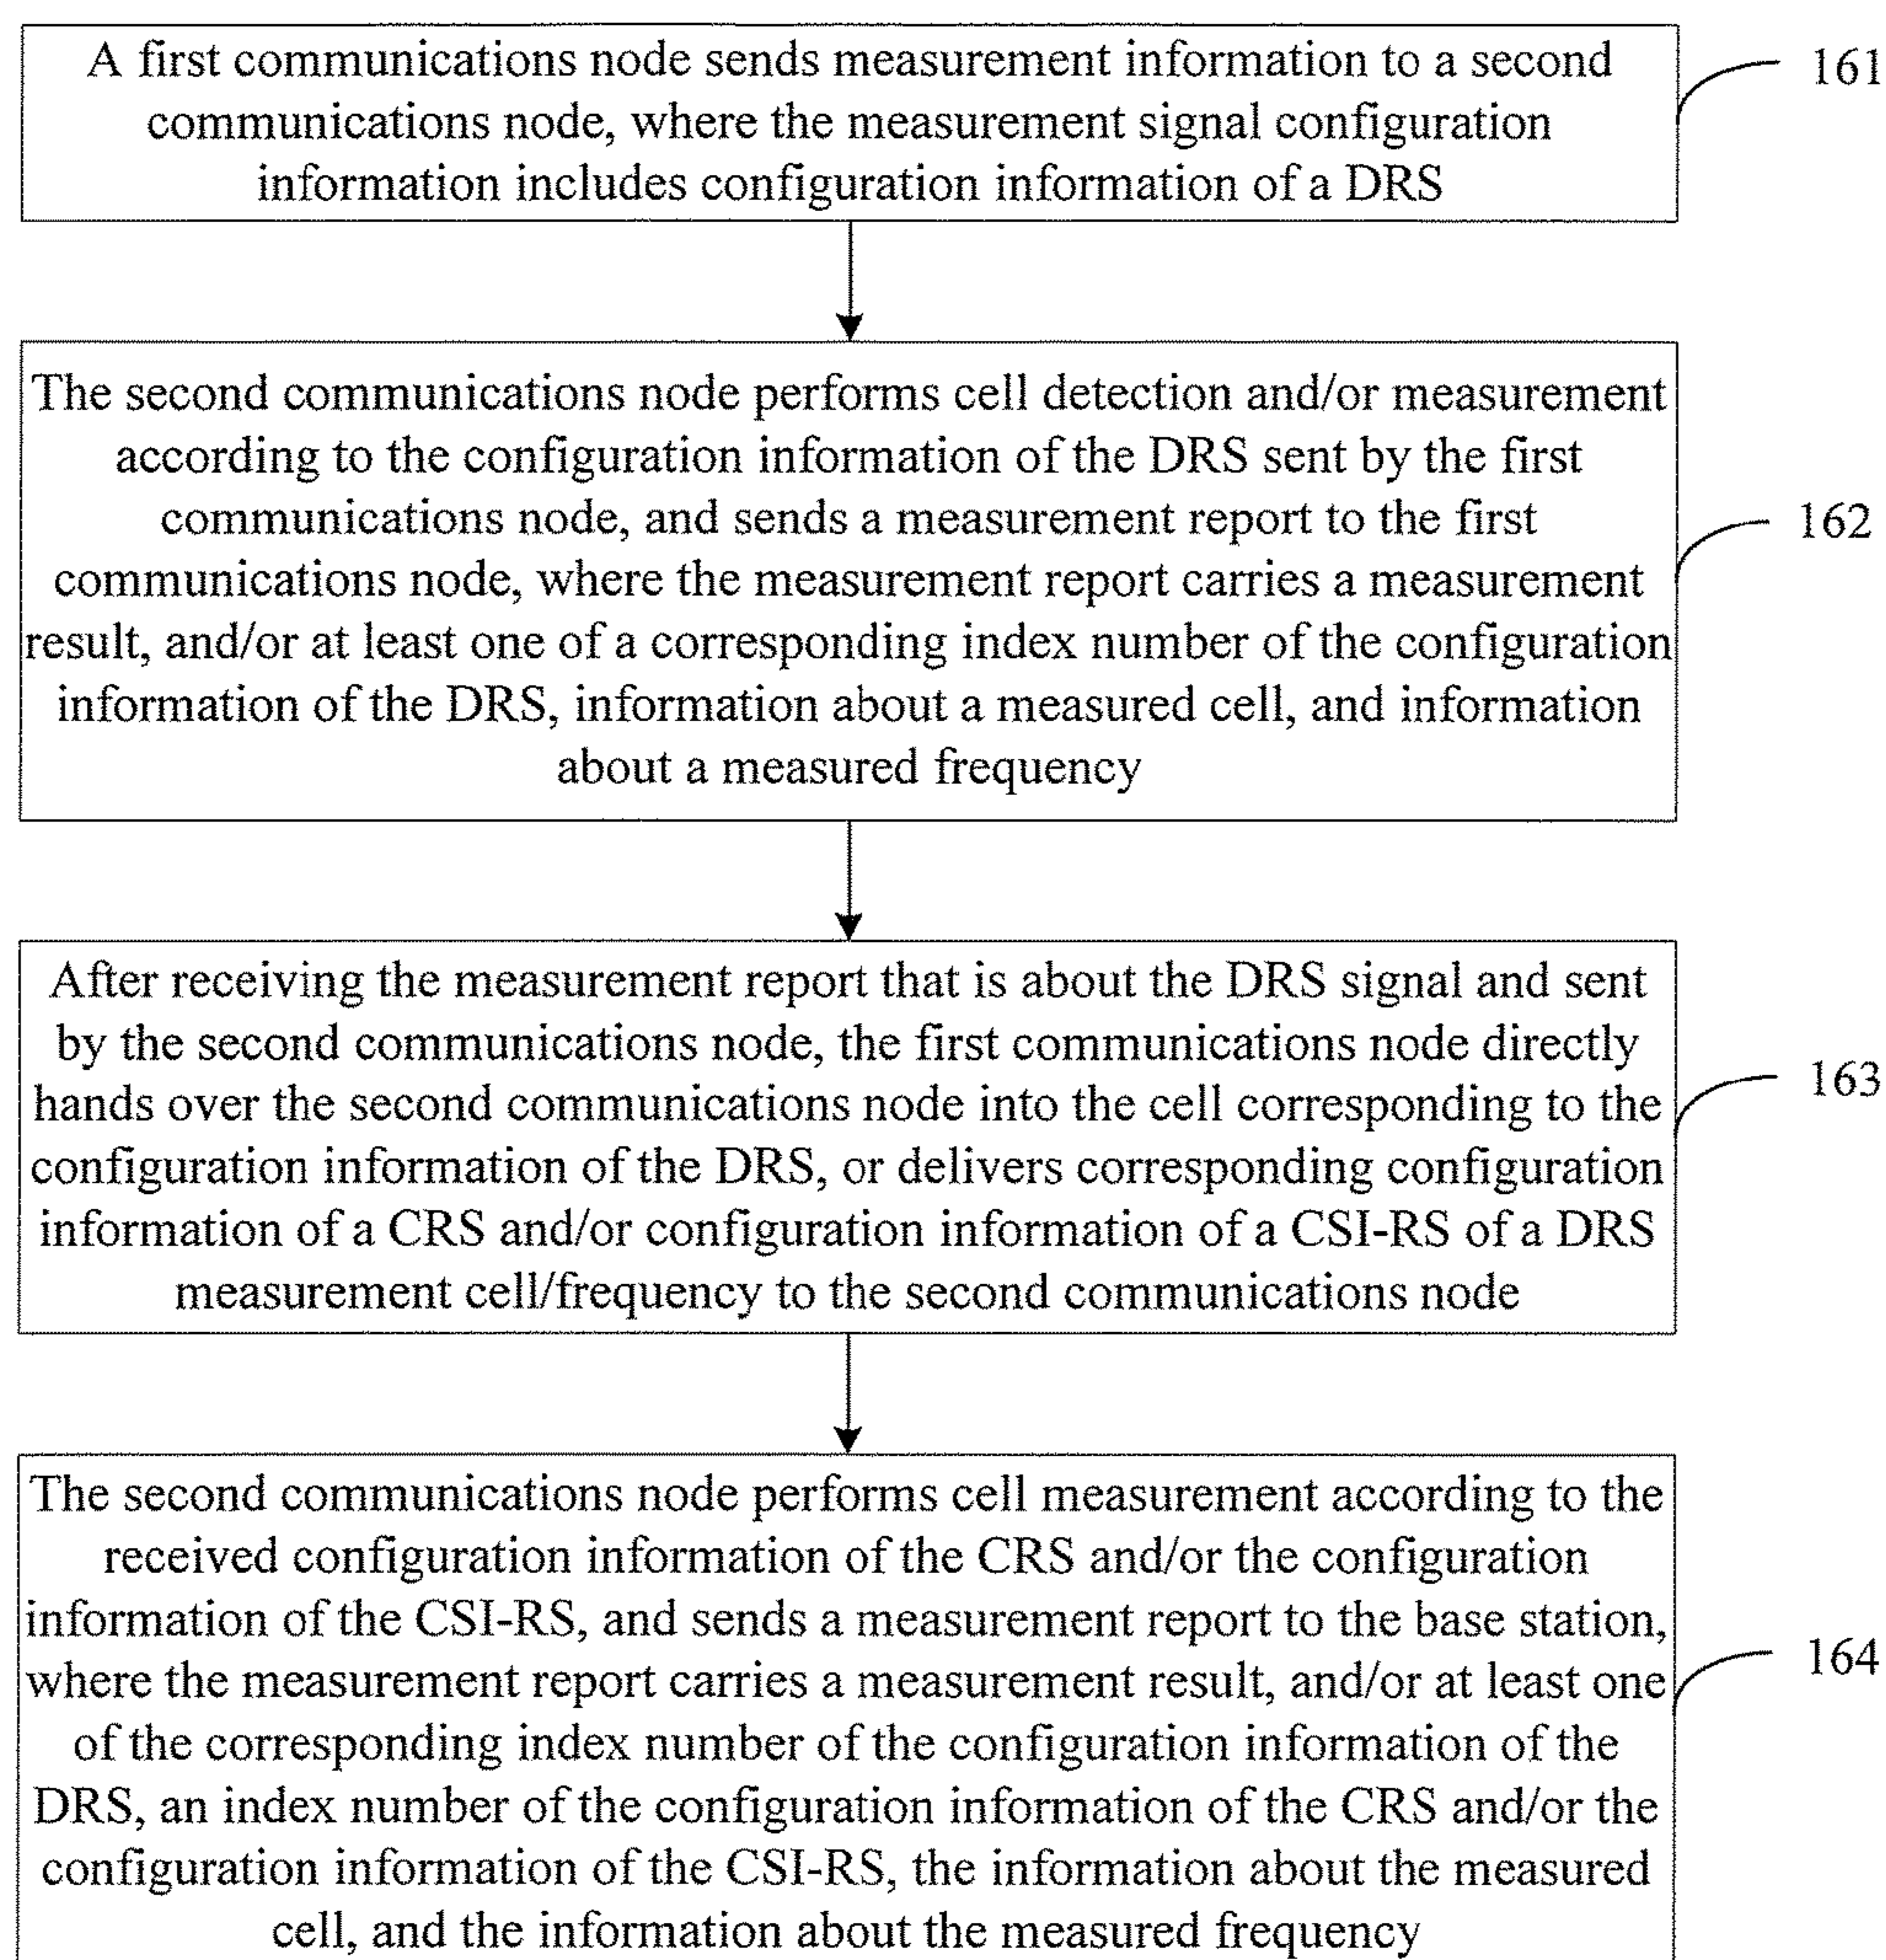 A first communications node sends measurement information to a second
communications node, where the measurement signal configuration
information includes configuration information of a DRS
161
The second communications node performs cell detection and/or measurement
according to the configuration information of the DRS sent by the first
communications node, and sends a measurement report to the first
communications node, where the measurement report carries a measurement
result, and/or at least one of a corresponding index number of the configuration
information of the DRS, information about a measured cell, and information
about a measured frequency
162
After receiving the measurement report that is about the DRS signal and sent
by the second communications node, the first communications node directly
hands over the second communications node into the cell corresponding to the
configuration information of the DRS, or delivers corresponding configuration
information of a CRS and/or configuration information of a CSI-RS of a DRS
measurement cell/frequency to the second communications node
163
The second communications node performs cell measurement according to the
received configuration information of the CRS and/or the configuration
information of the CSI-RS, and sends a measurement report to the base station,
where the measurement report carries a measurement result, and/or at least one
of the corresponding index number of the configuration information of the
DRS, an index number of the configuration information of the CRS and/or the
configuration information of the CSI-RS, the information about the measured
cell, and the information about the measured frequency
164